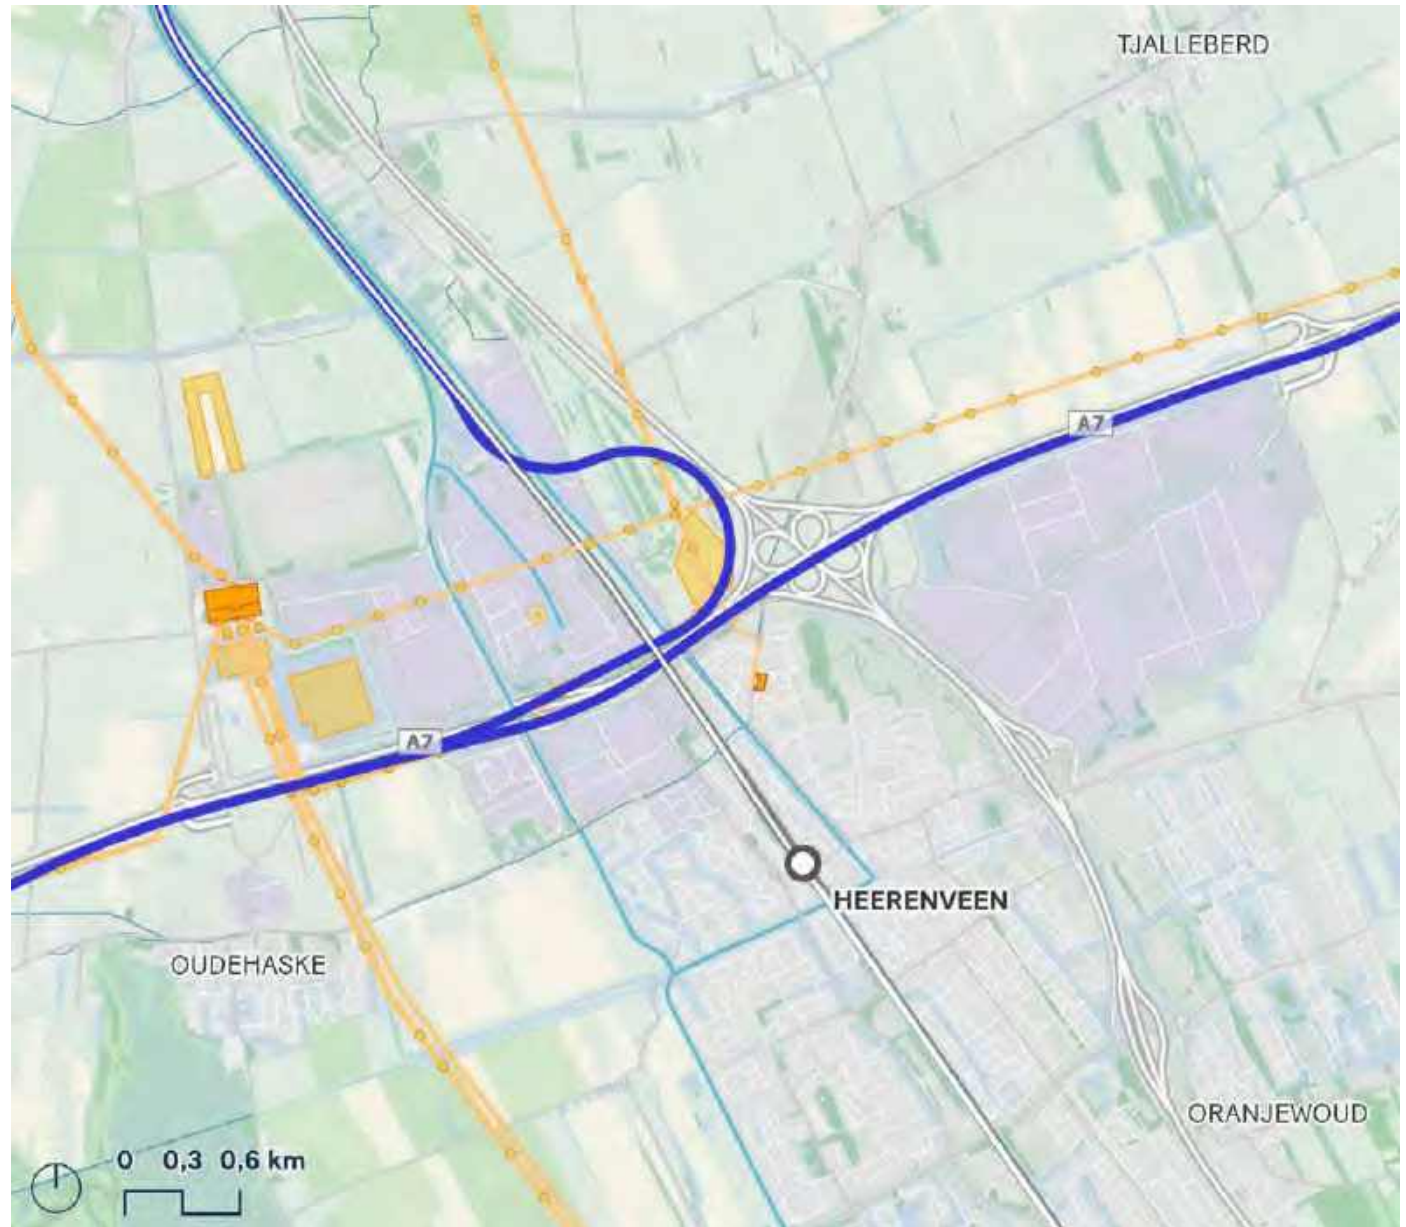 TJALLEBERD
A7
A7
HEERENVEEN
OUDEHASKE
ORANJEWOUD
0 0,3 0,6 km